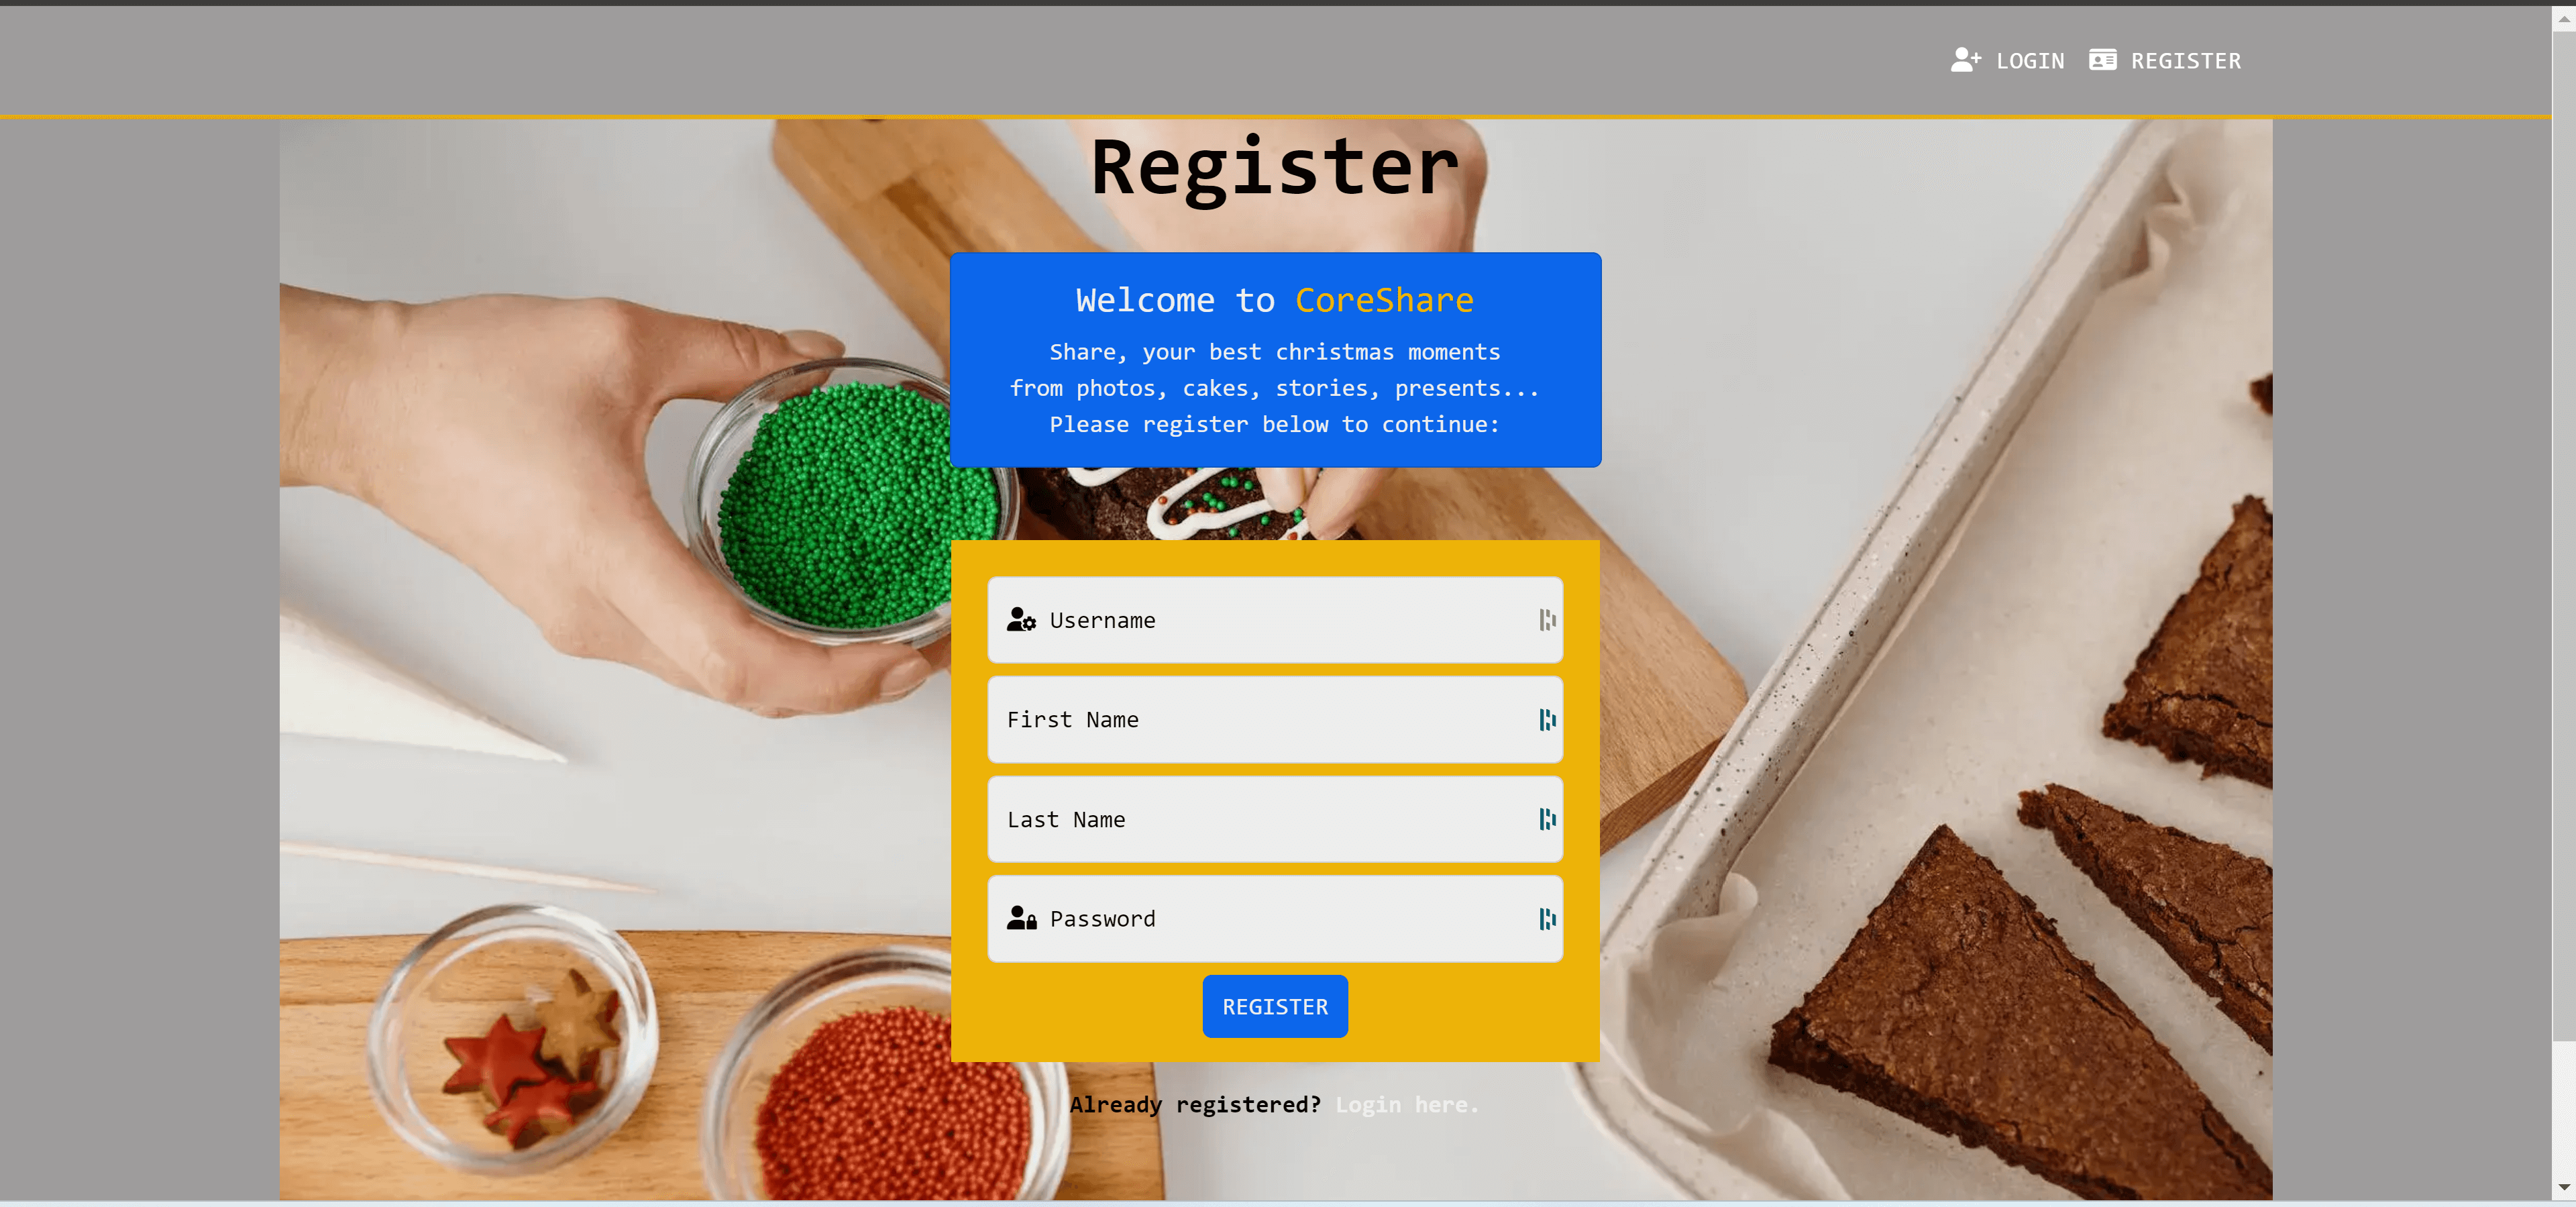 LOGIN REGISTER
Register
Welcome to CoreShare
Share, your best christmas moments
from photos, cakes, stories, presents...
Please register below to continue:
Username
First Name
Last Name
Password
REGISTER
Already registered? Login here.